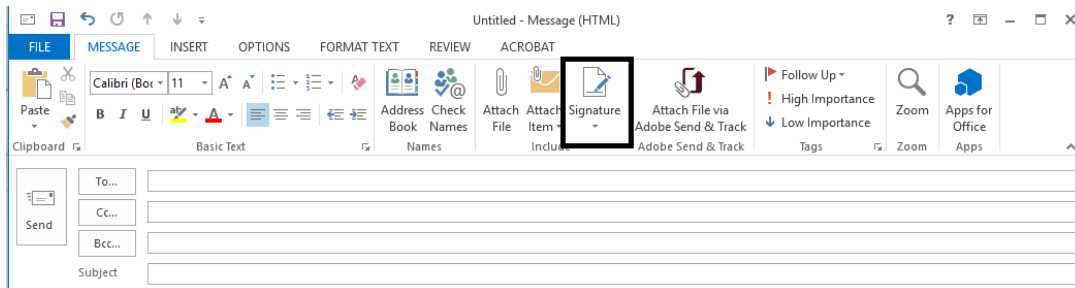 Untitled - Message (HTML)
FILE MESSAGE INSERT OPTIONS FORMAT TEXT REVIEW ACROBAT
Paste
Calibri (Boc 11
B I U
Address Book
Check Names
Attach File
Attach Item
Signature
Attach File via
Adobe Send & Track
Follow Up
High Importance
Low Importance
Zoom
Apps for
Office
Clipboard Basic Text Names Include Adobe Send & Track Tags Zoom Apps
Send
To...
Cc...
Bcc...
Subject